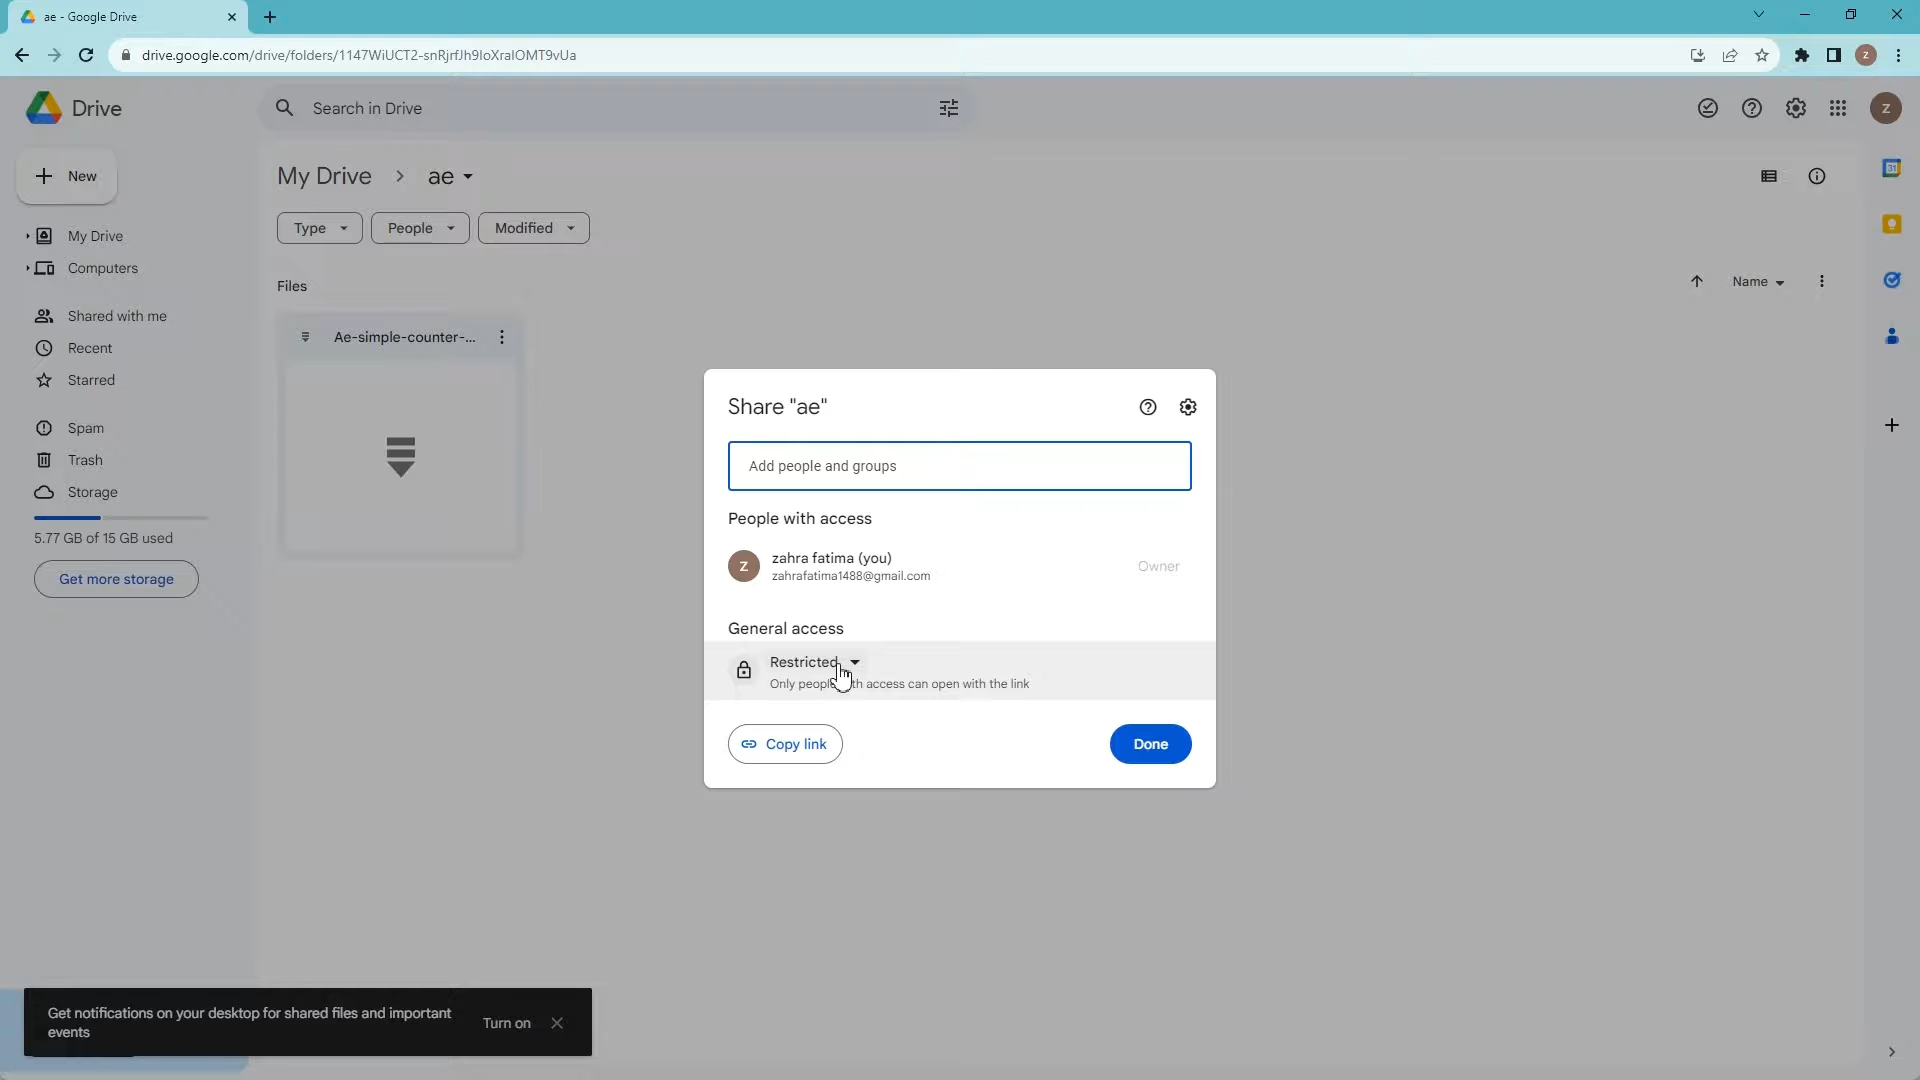 ae - Google Drive
drive.google.com/drive/folders/1147WiUCT2-snRjrfJh9IoXraIOMT9vUa
Z
Drive
Search in Drive
Z
New
My Drive
Computers
Shared with me
Recent
Starred
Spam
Trash
Storage
5.77 GB of 15 GB used
Get more storage
My Drive > ae
Type
People
Modified
Files
Name
Ae-simple-counter-...
31
Share "ae"
Add people and groups
People with access
Z
zahra fatima (you)
zahrafatima1488@gmail.com
Owner
General access
Restricted
Only people th access can open with the link
Copy link
Done
Get notifications on your desktop for shared files and important
events
Turn on